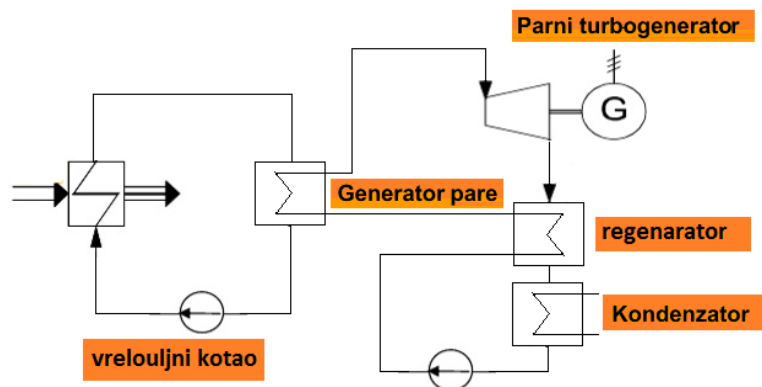 Parni turbogenerator
G
Generator pare
regenarator
Kondenzator
vrelouljni kotao